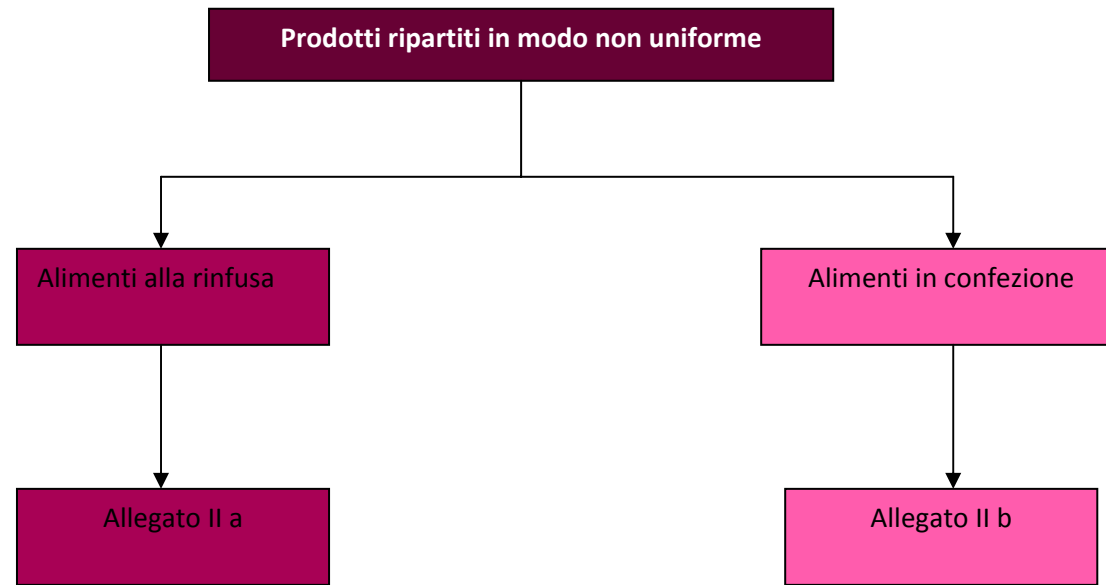 Prodotti ripartiti in modo non uniforme
Alimenti alla rinfusa
Alimenti in confezione
Allegato II a
Allegato II b